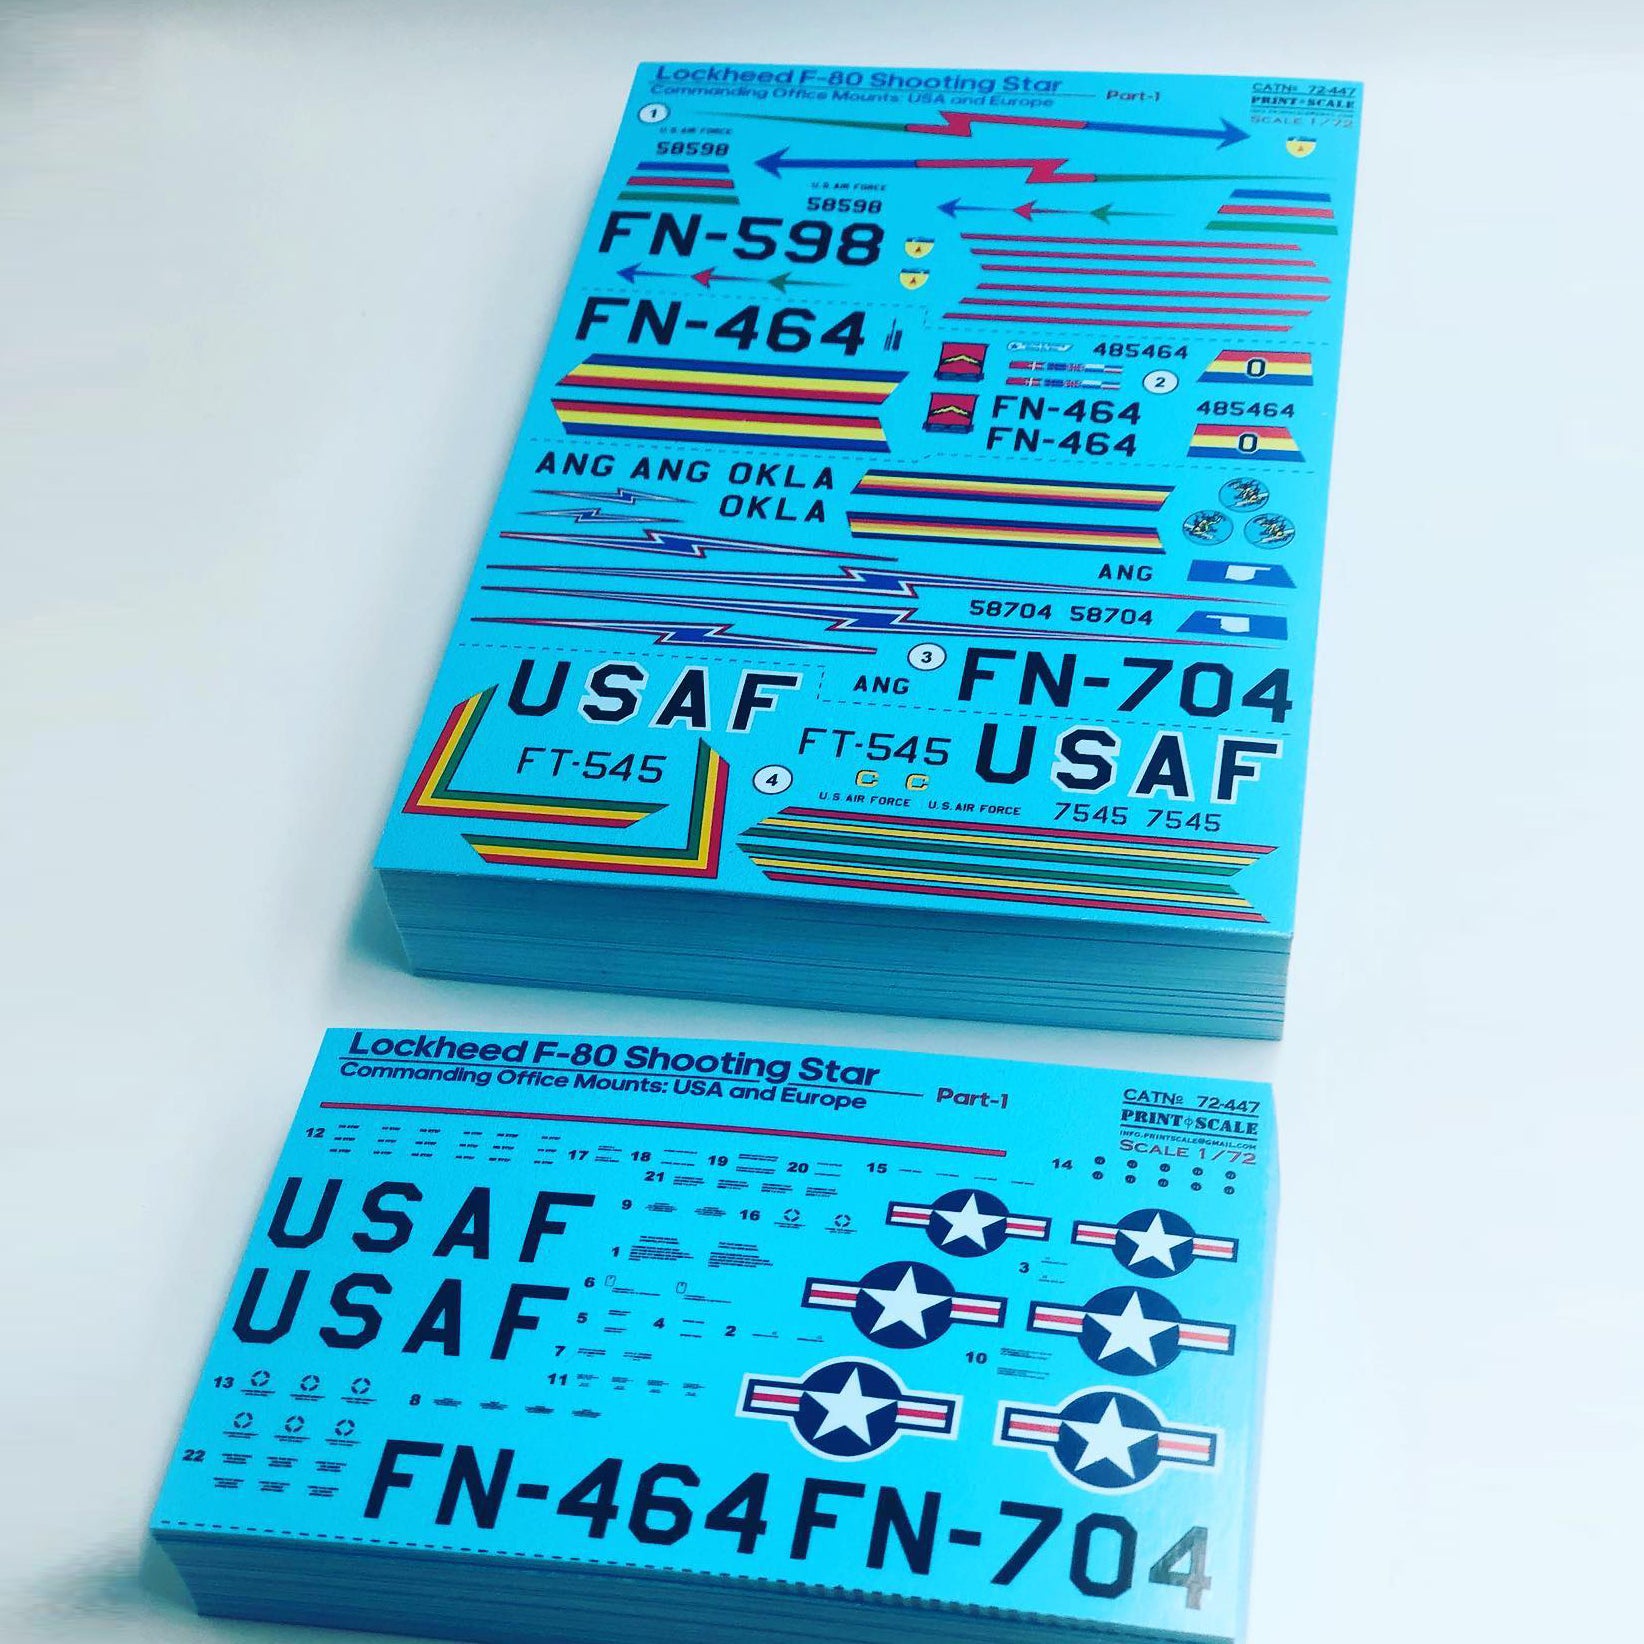 Lockheed F-80 Shooting Star
Commanding Office Mounts: USA and Europe
Part-1
CATNº 72-447
PRINT SCALE
SCALE 1/72
1
U.S. AIR FORCE
58598
U.S. AIR FORCE
58598
FN-598
FN-464
485464
0
2
FN-464
485464
FN-464
0
ANG ANG OKLA
OKLA
ANG
58704 58704
3
FN-704
USAF
ANG
FT-545
FT-545
USAF
4
C C
U.S. AIR FORCE U.S. AIR FORCE
7545 7545
Lockheed F-80 Shooting Star
Commanding Office Mounts: USA and Europe
Part-1
CATNº 72-447
PRINT SCALE
INFO.PRINTSCALE@GMAIL.COM
SCALE 1/72
12
17
18
19
20
15
14
21
USAF
9
16
1
3
6
USAF
5
4
2
7
10
13
11
8
22
FN-464 FN-704